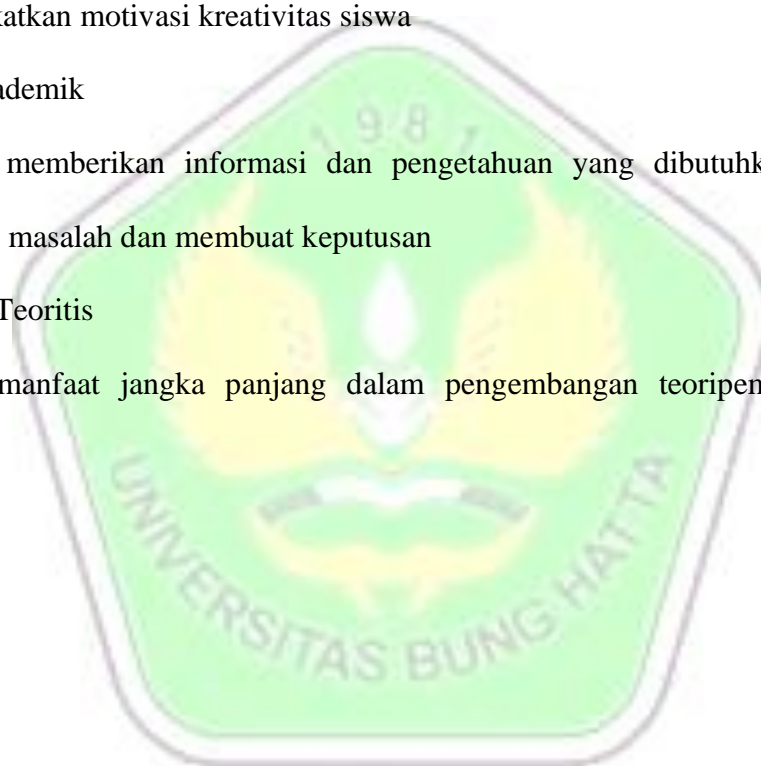 katkan motivasi kreativitas siswa
ademik
1981
memberikan informasi dan pengetahuan yang dibutuhk
masalah dan membuat keputusan
Teoritis
manfaat jangka panjang dalam pengembangan teoripen
UNIVERSITAS BUNG HATTA